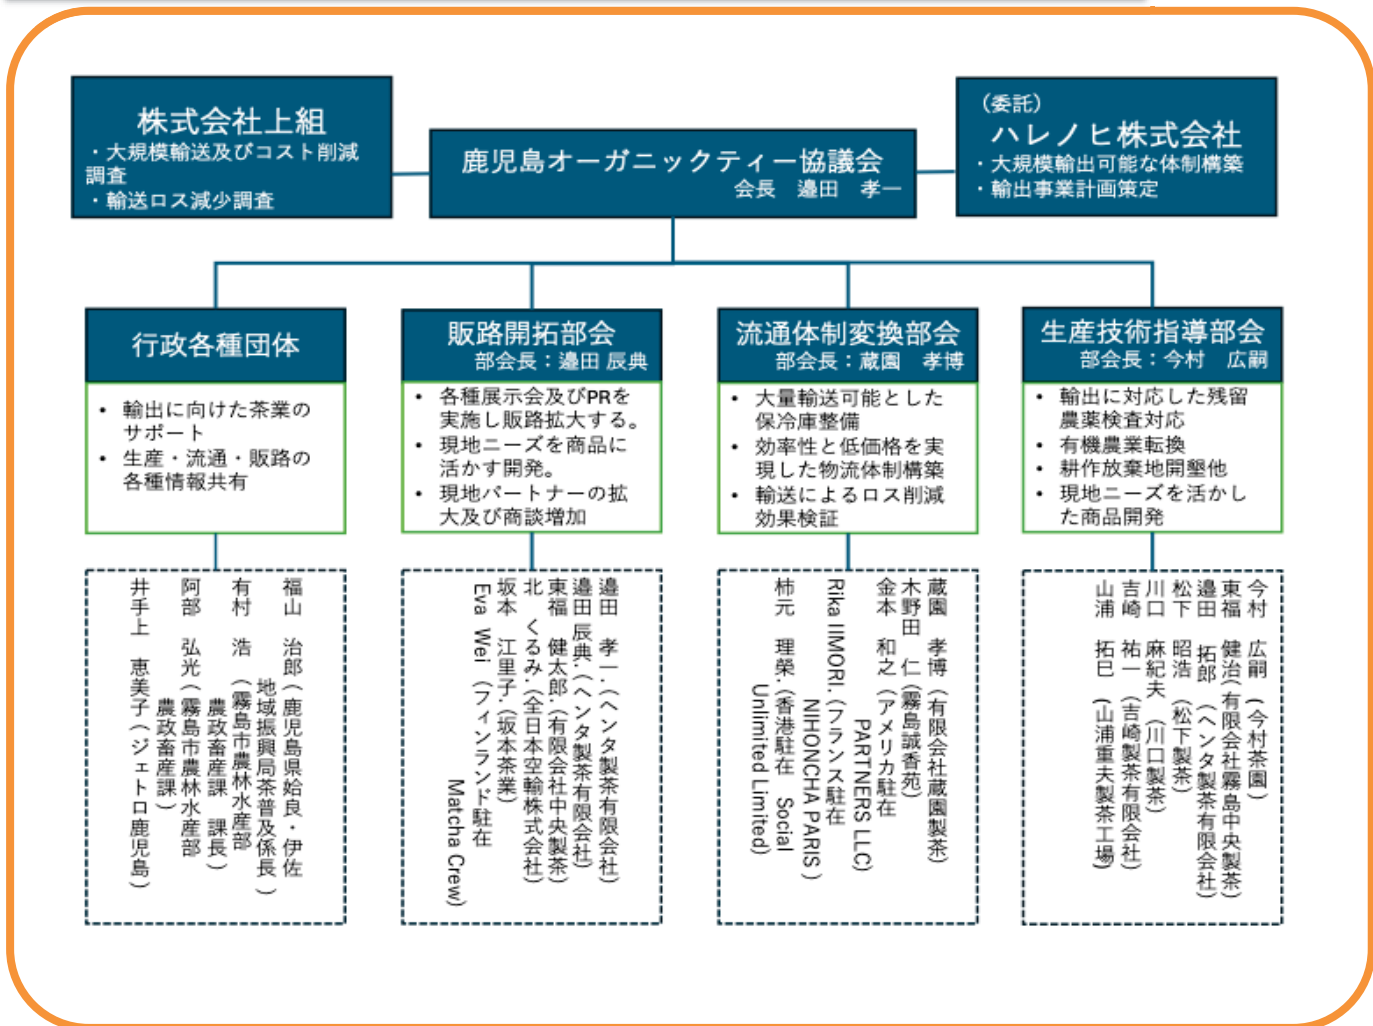 株式会社上組
・大規模輸送及びコスト削減
調査
・輸送ロス減少調査
鹿児島オーガニックティー協議会
会長　邉田　孝一
（委託）
ハレノヒ株式会社
・大規模輸出可能な体制構築
・輸出事業計画策定
行政各種団体
• 輸出に向けた茶業の
サポート
• 生産・流通・販路の
各種情報共有
福山　治郎(鹿児島県姶良・伊佐
地域振興局茶普及係長)
有村　浩　(霧島市農林水産部
農政畜産課　課長)
阿部　弘光(霧島市農林水産部
農政畜産課)
井手上　恵美子(ジェトロ鹿児島)
販路開拓部会
部会長：邉田 辰典
• 各種展示会及びPRを
実施し販路拡大する。
• 現地ニーズを商品に
活かす開発。
• 現地パートナーの拡
大及び商談増加
邉田　孝一.(ヘンタ製茶有限会社)
邉田 辰典.(ヘンタ製茶有限会社)
東福　健太郎.(有限会社中央製茶)
北　くるみ.(全日本空輸株式会社)
坂本　江里子.(坂本茶業)
Eva Wei (フィンランド駐在
Matcha Crew)
流通体制変換部会
部会長：蔵園　孝博
• 大量輸送可能とした
保冷庫整備
• 効率性と低価格を実
現した物流体制構築
• 輸送によるロス削減
効果検証
蔵園　孝博 (有限会社蔵園製茶)
木野田　仁 (霧島誠香苑)
金本　和之 (アメリカ駐在
PARTNERS LLC)
Rika IIMORI. (フランス駐在
NIHONCHA PARIS )
柿元　理榮. (香港駐在　Social
Unlimited Limited)
生産技術指導部会
部会長：今村　広嗣
• 輸出に対応した残留
農薬検査対応
• 有機農業転換
• 耕作放棄地開墾他
• 現地ニーズを活かし
た商品開発
今村　広嗣　(今村茶園)
東福　健治(有限会社霧島中央製茶)
邉田　拓郎　(ヘンタ製茶有限会社)
松下　昭浩　(松下製茶)
川口　麻紀夫　(川口製茶)
吉崎　祐一　(吉崎製茶有限会社)
山浦　拓巳　(山浦重夫製茶工場)